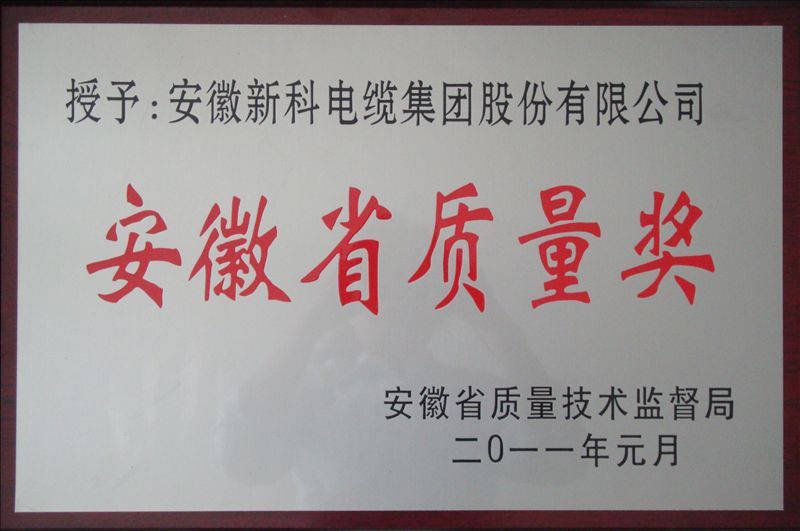 授予:安徽新科电缆集团股份有限公司
安徽省质量奖
安徽省质量技术监督局
二0一一年元月